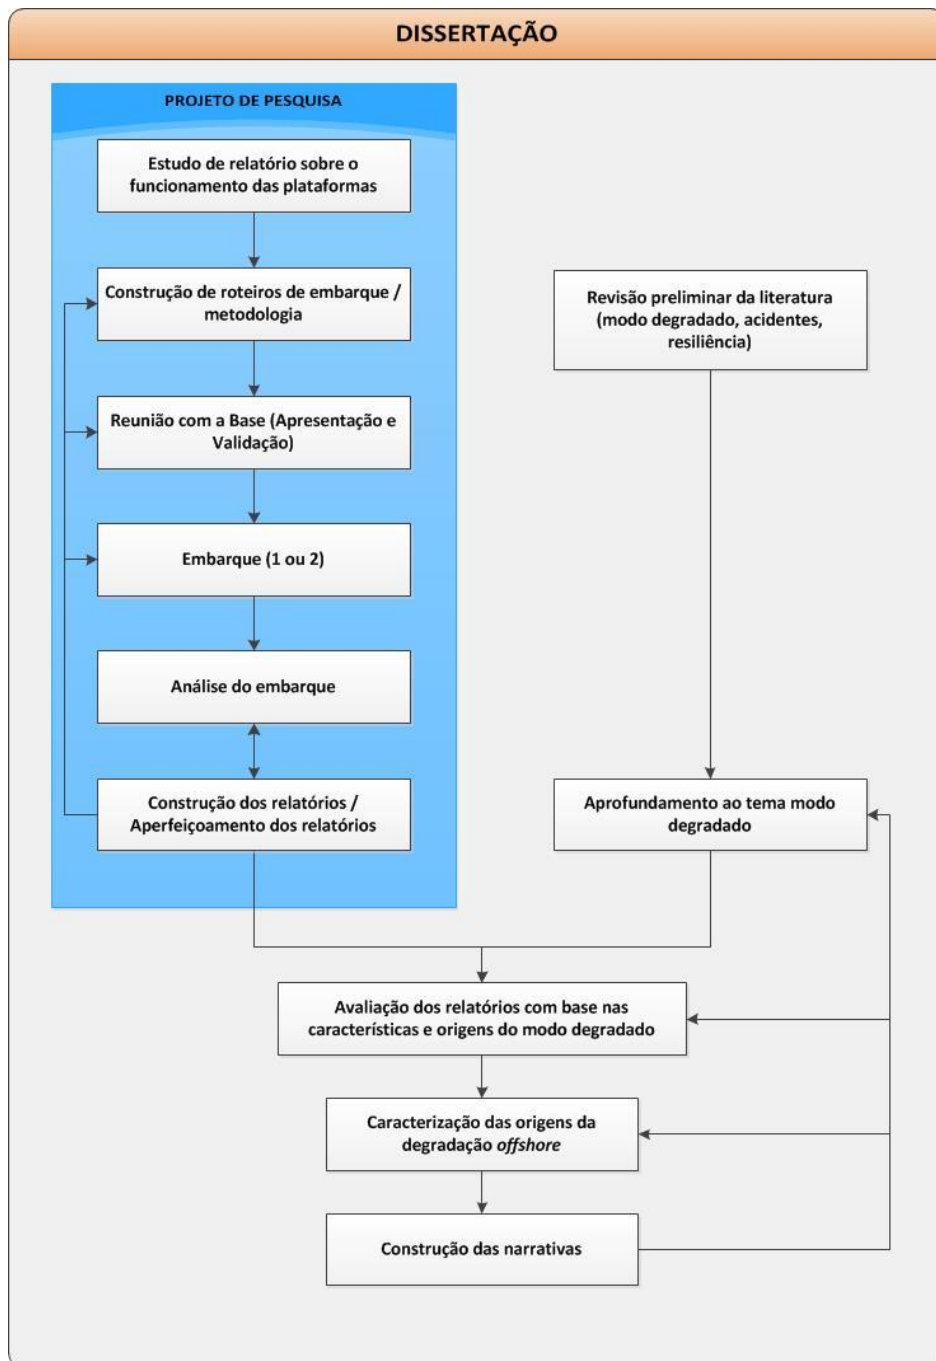 DISSERTAÇÃO
PROJETO DE PESQUISA
Estudo de relatório sobre o
funcionamento das plataformas
Construção de roteiros de embarque /
metodologia
Revisão preliminar da literatura
(modo degradado, acidentes,
resiliência)
Reunião com a Base (Apresentação e
Validação)
Embarque (1 ou 2)
Análise do embarque
Construção dos relatórios /
Aperfeiçoamento dos relatórios
Aprofundamento ao tema modo
degradado
Avaliação dos relatórios com base nas
características e origens do modo degradado
Caracterização das origens da
degradação offshore
Construção das narrativas